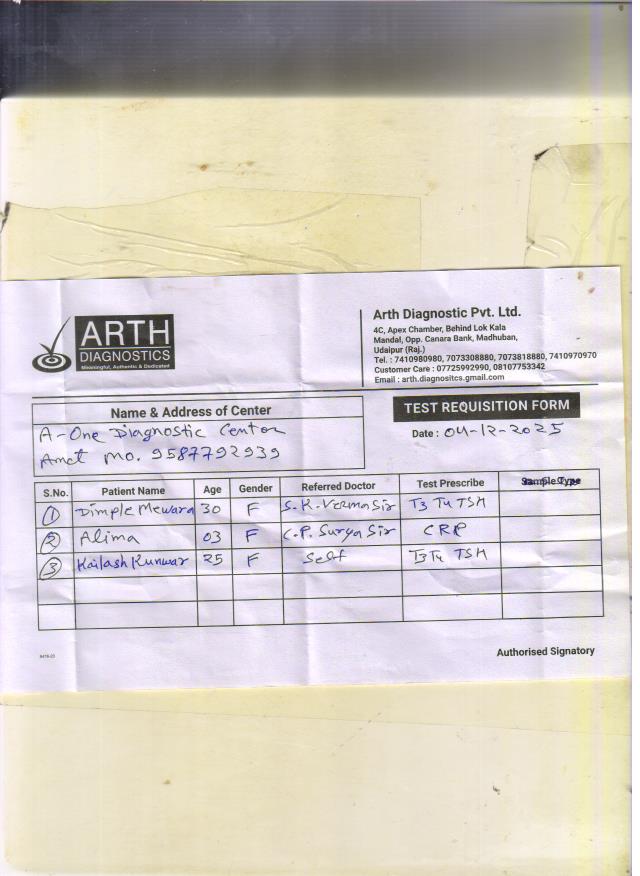 ARTH
DIAGNOSTICS
Meaningful, Authentic & Dedicated
Arth Diagnostic Pvt. Ltd.
4C, Apex Chamber, Behind Lok Kala
Mandal, Opp. Canara Bank, Madhuban,
Udaipur (Raj.)
Tel. : 7410980980, 7073308880, 7073818880, 7410970970
Customer Care : 07725992990, 08107753342
Email : arth.diagnositcs.gmail.com
Name & Address of Center
A-One Diagnostic Center
Amet Mo. 9587792939
TEST REQUISITION FORM
Date : 04-12-2025
S.No. Patient Name Age Gender Referred Doctor Test Prescribe Sample Type
1 Dimple Mewara 30 F S.K. Verma Sir T3 T4 TSH
2 Alima 03 F C.P. Surya Sir CRP
3 Kailash Kunwar 25 F Self T3 T4 TSH
Authorised Signatory